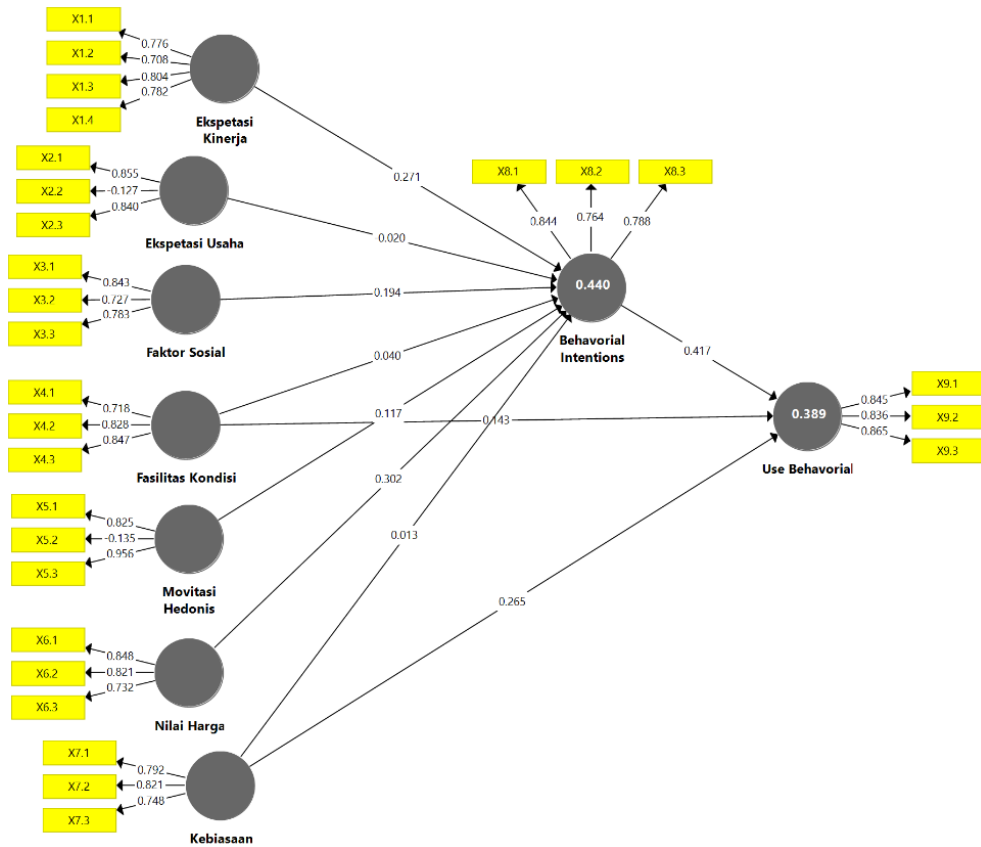 X1.1
X1.2
X1.3
X1.4
0.776
0.708
0.804
0.782
Ekspetasi
Kinerja
X2.1
X2.2
X2.3
0.855
-0.127
0.840
Ekspetasi Usaha
X3.1
X3.2
X3.3
0.843
0.727
0.783
Faktor Sosial
X4.1
X4.2
X4.3
0.718
0.828
0.847
Fasilitas Kondisi
X5.1
X5.2
X5.3
0.825
-0.135
0.956
Movitasi
Hedonis
X6.1
X6.2
X6.3
0.848
0.821
0.732
Nilai Harga
X7.1
X7.2
X7.3
0.792
0.821
0.748
Kebiasaan
0.271
0.020
0.194
0.040
0.117
0.143
0.302
0.013
0.265
X8.1
X8.2
X8.3
0.844
0.764
0.788
0.440
Behavorial
Intentions
0.417
0.389
Use Behavorial
X9.1
X9.2
X9.3
0.845
0.836
0.865